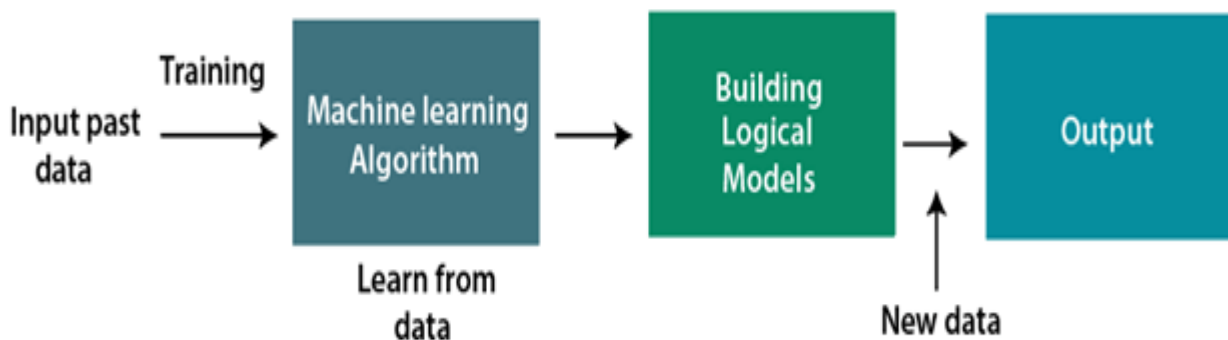 Training
Input past
data
Machine learning
Algorithm
Learn from
data
Building
Logical
Models
New data
Output